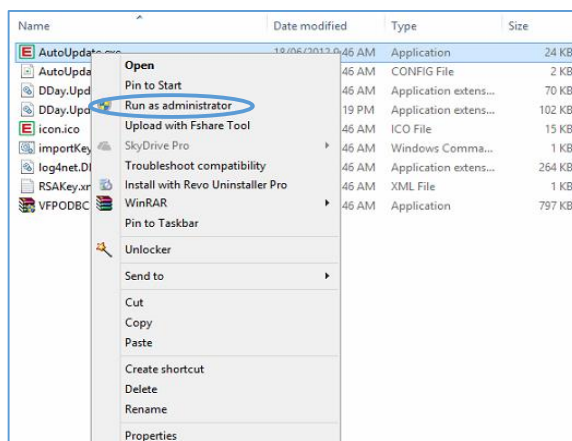 Name Date modified Type Size
AutoUpdate.exe 18/06/2012 9:46 AM Application 24 KB
AutoUpda 46 AM CONFIG File 2 KB
DDay.Upd 46 AM Application extens... 70 KB
DDay.Upd 19 PM Application extens... 102 KB
icon.ico 46 AM ICO File 15 KB
importKey 46 AM Windows Comma... 1 KB
log4net.Dl 46 AM Application extens... 264 KB
RSAKey.xm 46 AM XML File 1 KB
VFPODBC 46 AM Application 797 KB
Open
Pin to Start
Run as administrator
Upload with Fshare Tool
SkyDrive Pro
Troubleshoot compatibility
Install with Revo Uninstaller Pro
WinRAR
Pin to Taskbar
Unlocker
Send to
Cut
Copy
Paste
Create shortcut
Delete
Rename
Properties